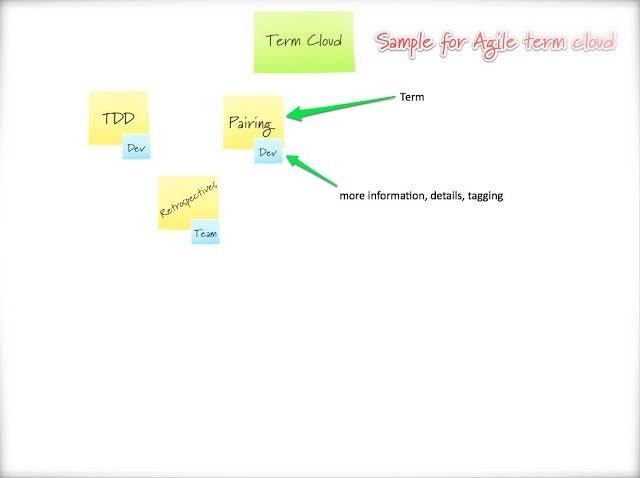 Term Cloud
Sample for Agile term cloud
TDD
Dev
Pairing
Dev
Term
more information, details, tagging
Retrospectives
Team